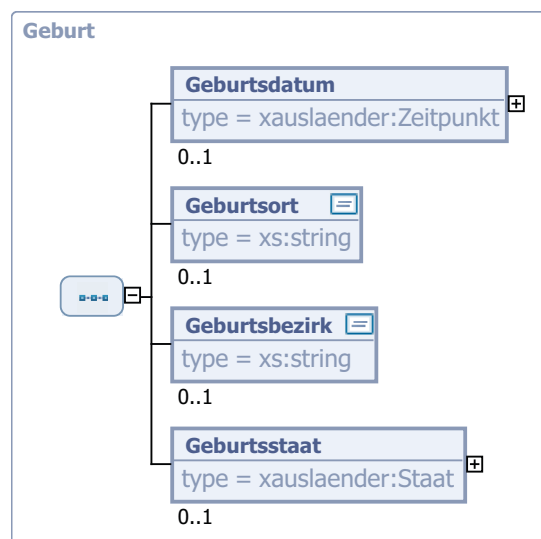 Geburt
Geburtsdatum
type = xauslaender:Zeitpunkt
0..1
Geburtsort
type = xs:string
0..1
Geburtsbezirk
type = xs:string
0..1
Geburtsstaat
type = xauslaender:Staat
0..1